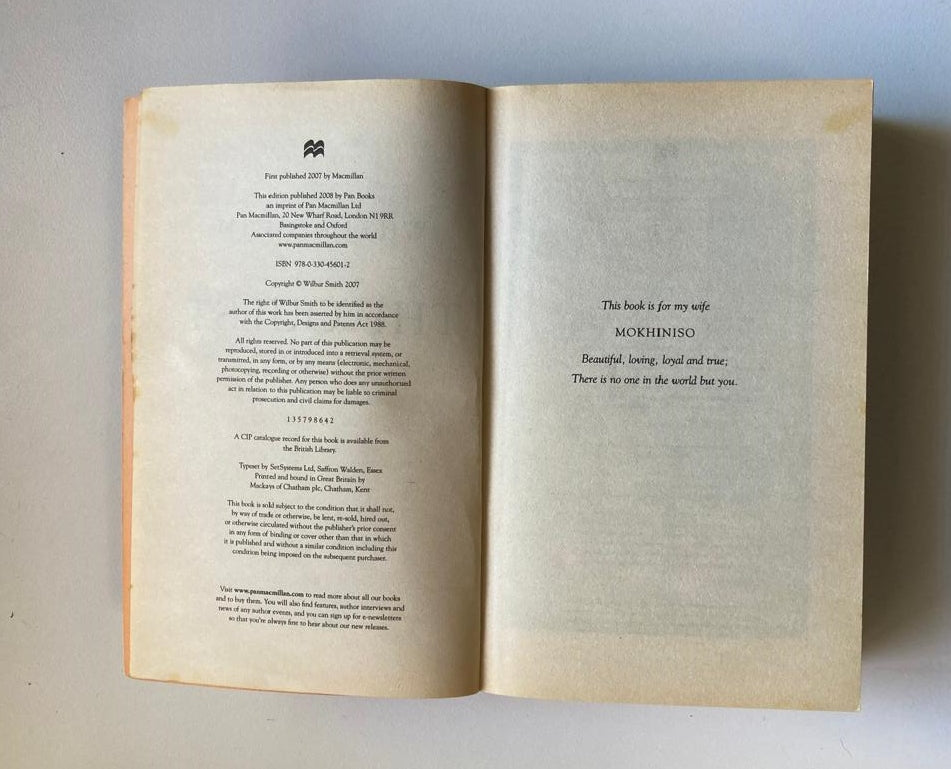 First published 2007 by Macmillan
This edition published 2008 by Pan Books
an imprint of Pan Macmillan Ltd
Pan Macmillan, 20 New Wharf Road, London N1 9RR
Basingstoke and Oxford
Associated companies throughout the world
www.panmacmillan.com
ISBN 978-0-330-45601-2
Copyright © Wilbur Smith 2007
The right of Wilbur Smith to be identified as the
author of this work has been asserted by him in accordance
with the Copyright, Designs and Patents Act 1988.
All rights reserved. No part of this publication may be
reproduced, stored in or introduced into a retrieval system, or
transmitted, in any form, or by any means (electronic, mechanical,
photocopying, recording or otherwise) without the prior written
permission of the publisher. Any person who does any unauthorized
act in relation to this publication may be liable to criminal
prosecution and civil claims for damages.
1 3 5 7 9 8 6 4 2
A CIP catalogue record for this book is available from
the British Library.
Typeset by SetSystems Ltd, Saffron Walden, Essex
Printed and bound in Great Britain by
Mackays of Chatham plc, Chatham, Kent
This book is sold subject to the condition that it shall not,
by way of trade or otherwise, be lent, re-sold, hired out,
or otherwise circulated without the publisher's prior consent
in any form of binding or cover other than that in which
it is published and without a similar condition including this
condition being imposed on the subsequent purchaser.
Visit www.panmacmillan.com to read more about all our books
and to buy them. You will also find features, author interviews and
news of any author events, and you can sign up for e-newsletters
so that you're always first to hear about our new releases.
This book is for my wife
MOKHINISO
Beautiful, loving, loyal and true;
There is no one in the world but you.